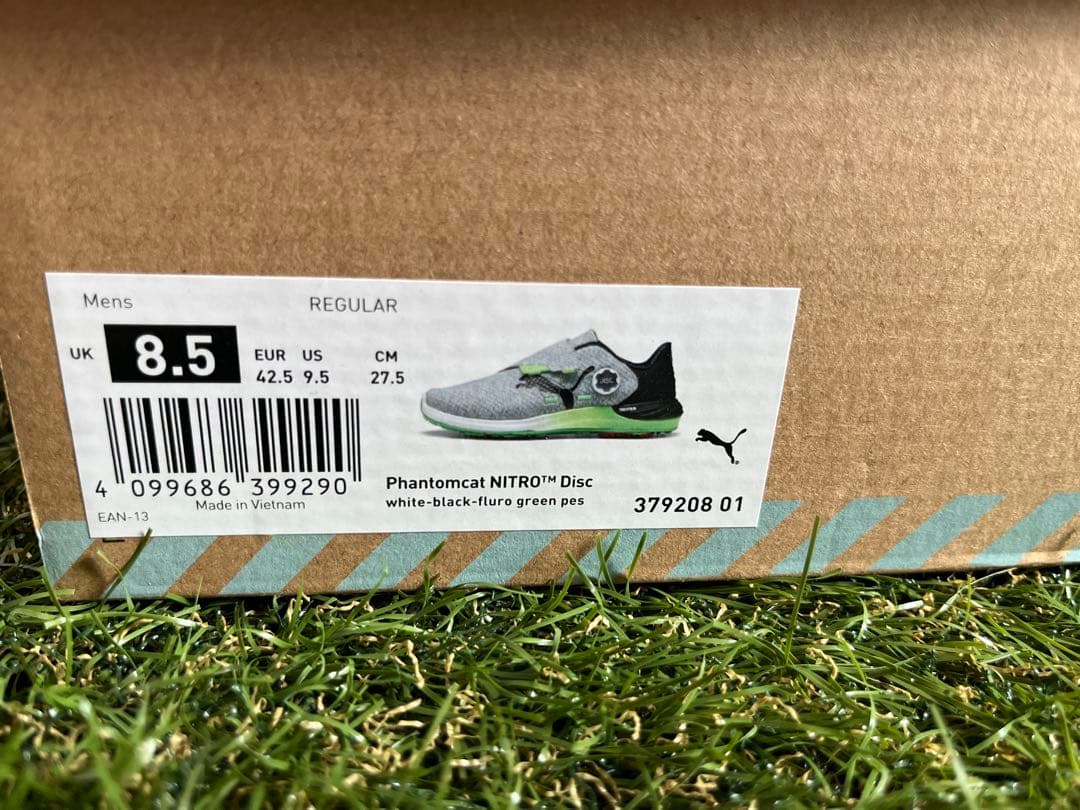 Mens REGULAR
UK 8.5 EUR US CM
42.5 9.5 27.5
DISC
4 099686 399290
EAN-13 Made in Vietnam
Phantomcat NITRO™ Disc
white-black-fluro green pes
379208 01